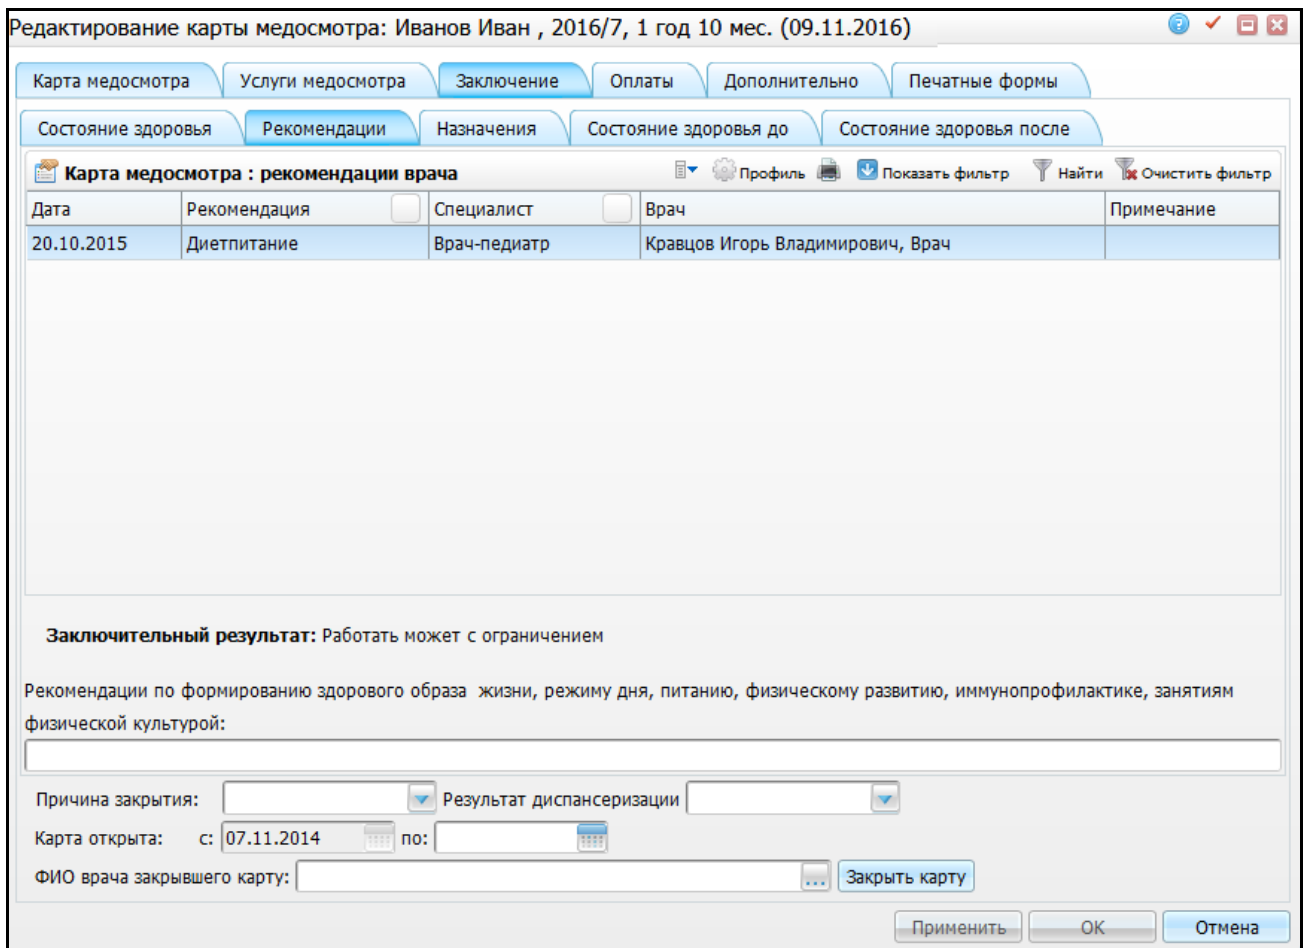 Редактирование карты медосмотра: Иванов Иван , 2016/7, 1 год 10 мес. (09.11.2016)
Карта медосмотра Услуги медосмотра Заключение Оплаты Дополнительно Печатные формы
Состояние здоровья Рекомендации Назначения Состояние здоровья до Состояние здоровья после
Карта медосмотра : рекомендации врача Профиль Показать фильтр Найти Очистить фильтр
Дата Рекомендация Специалист Врач Примечание
20.10.2015 Диетпитание Врач-педиатр Кравцов Игорь Владимирович, Врач
Заключительный результат: Работать может с ограничением
Рекомендации по формированию здорового образа жизни, режиму дня, питанию, физическому развитию, иммунопрофилактике, занятиям
физической культурой:
Причина закрытия: Результат диспансеризации
Карта открыта: с: 07.11.2014 по:
ФИО врача закрывшего карту: ... Закрыть карту
Применить ОК Отмена